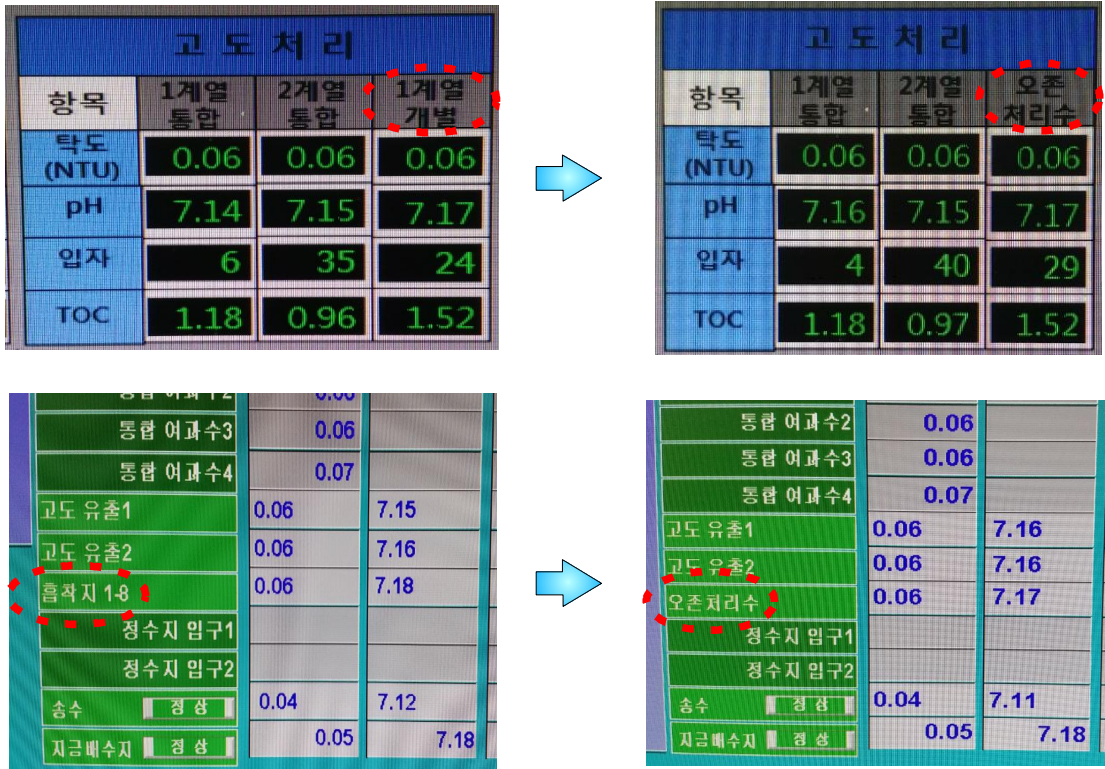 고 도 처 리
항목 1계열 통합 2계열 통합 1계열 개별
탁도 (NTU) 0.06 0.06 0.06
pH 7.14 7.15 7.17
입자 6 35 24
TOC 1.18 0.96 1.52
고 도 처 리
항목 1계열 통합 2계열 통합 오존 처리수
탁도 (NTU) 0.06 0.06 0.06
pH 7.16 7.15 7.17
입자 4 40 29
TOC 1.18 0.97 1.52
통합 여과수3 0.06
통합 여과수4 0.07
고도 유출1 0.06 7.15
고도 유출2 0.06 7.16
흡착지 1-8 0.06 7.18
정수지 입구1
정수지 입구2
송수 정상 0.04 7.12
지금배수지 정상 0.05 7.18
통합 여과수2 0.06
통합 여과수3 0.06
통합 여과수4 0.07
고도 유출1 0.06 7.16
고도 유출2 0.06 7.16
오존처리수 0.06 7.17
정수지 입구1
정수지 입구2
송수 정상 0.04 7.11
지금배수지 정상 0.05 7.18